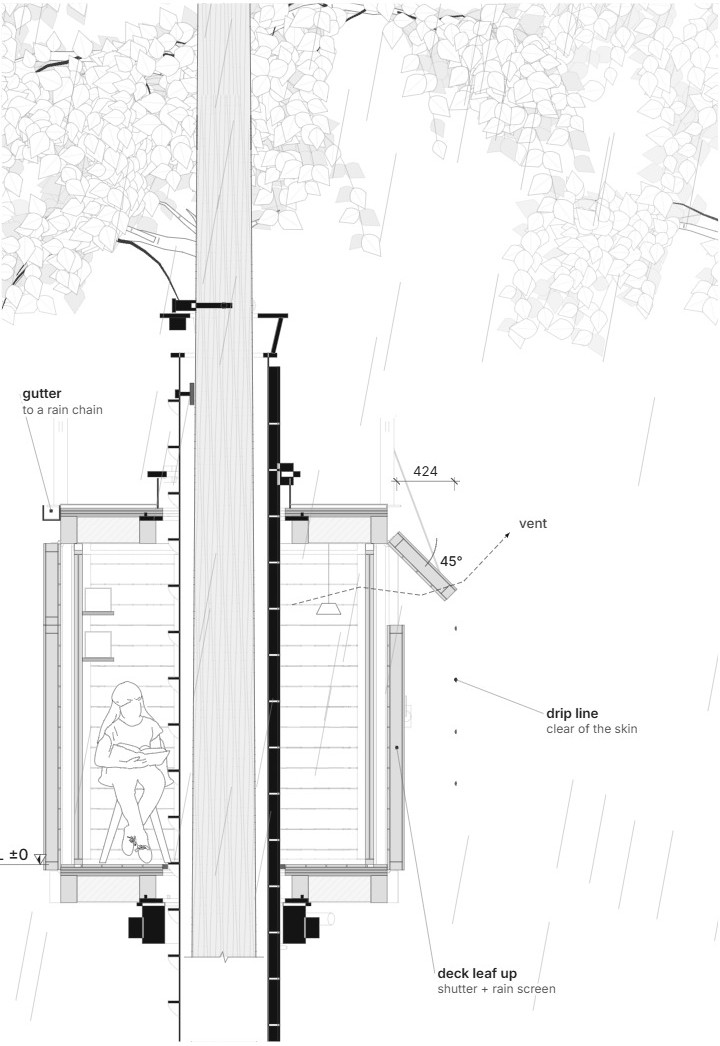 gutter
to a rain chain
424
vent
45°
drip line
clear of the skin
±0
deck leaf up
shutter + rain screen